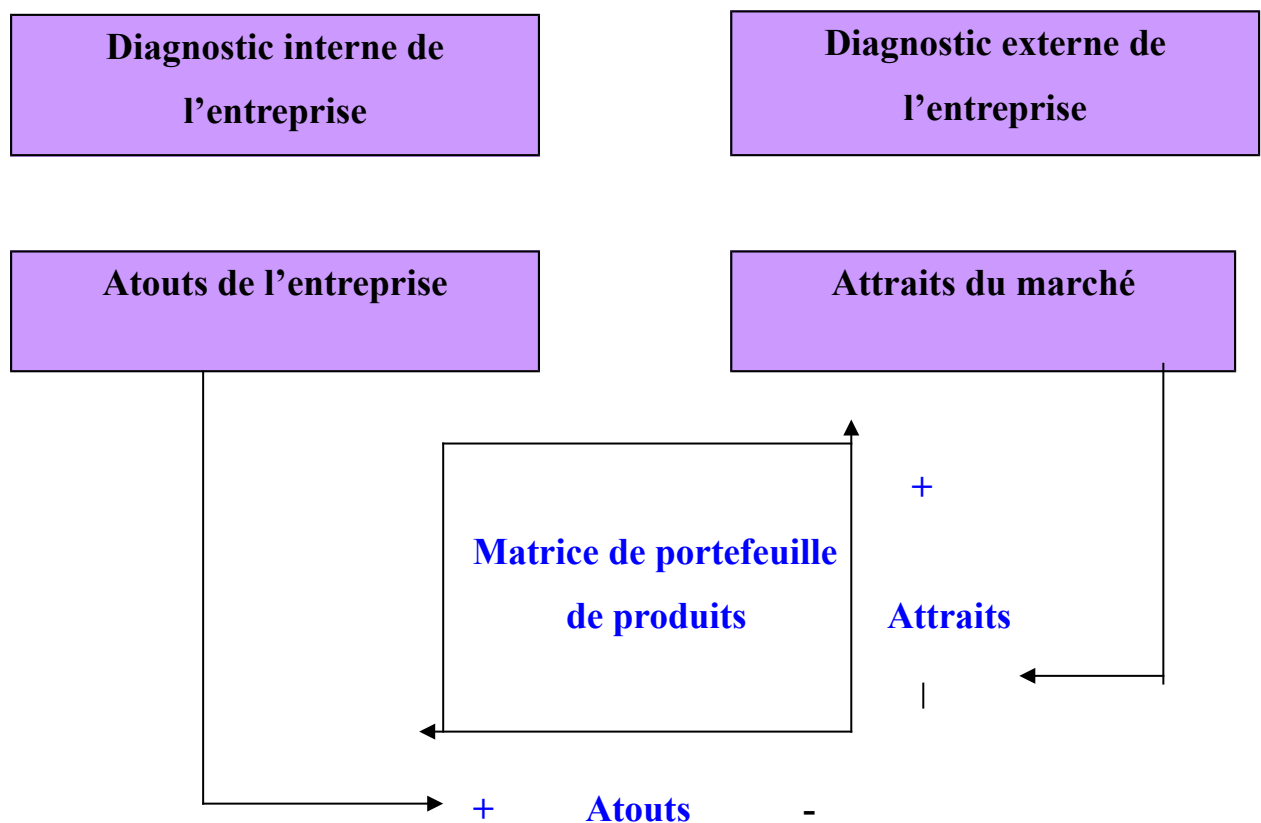 Diagnostic interne de
l’entreprise
Diagnostic externe de
l’entreprise
Atouts de l’entreprise
Attraits du marché
+
Matrice de portefeuille
de produits
Attraits
|
+ Atouts -